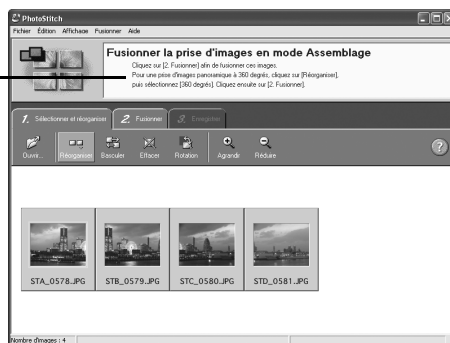 PhotoStitch
Fichier Édition Affichage Fusionner Aide
Fusionner la prise d'images en mode Assemblage
Cliquez sur [2. Fusionner] afin de fusionner ces images.
Pour une prise d'images panoramique à 360 degrés, cliquez sur [Réorganiser],
puis sélectionnez [360 degrés]. Cliquez ensuite sur [2. Fusionner].
1. Sélectionner et réorganiser 2. Fusionner 3. Enregistrer
Ouvrir... Réorganiser Basculer Effacer Rotation Agrandir Réduire
STA_0578.JPG STB_0579.JPG STC_0580.JPG STD_0581.JPG
Nombre d'images : 4